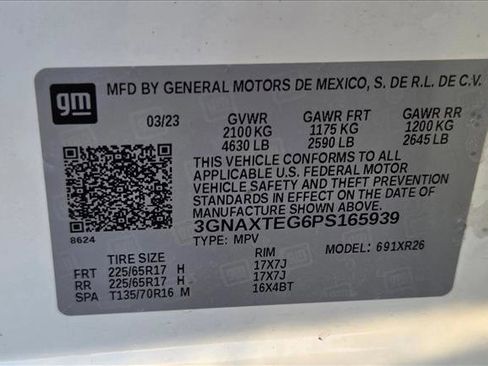 gm
MFD BY GENERAL MOTORS DE MEXICO, S. DE R.L. DE C.V.
03/23 GVWR GAWR FRT GAWR RR
2100 KG 1175 KG 1200 KG
4630 LB 2590 LB 2645 LB
THIS VEHICLE CONFORMS TO ALL
APPLICABLE U.S. FEDERAL MOTOR
VEHICLE SAFETY AND THEFT PREVENTION
STANDARDS IN EFFECT ON THE DATE OF
MANUFACTURE SHOWN ABOVE.
3GNAXTEG6PS165939
8624
TYPE: MPV MODEL: 691XR26
TIRE SIZE RIM
FRT 225/65R17 H 17X7J
RR 225/65R17 H 17X7J
SPA T135/70R16 M 16X4BT